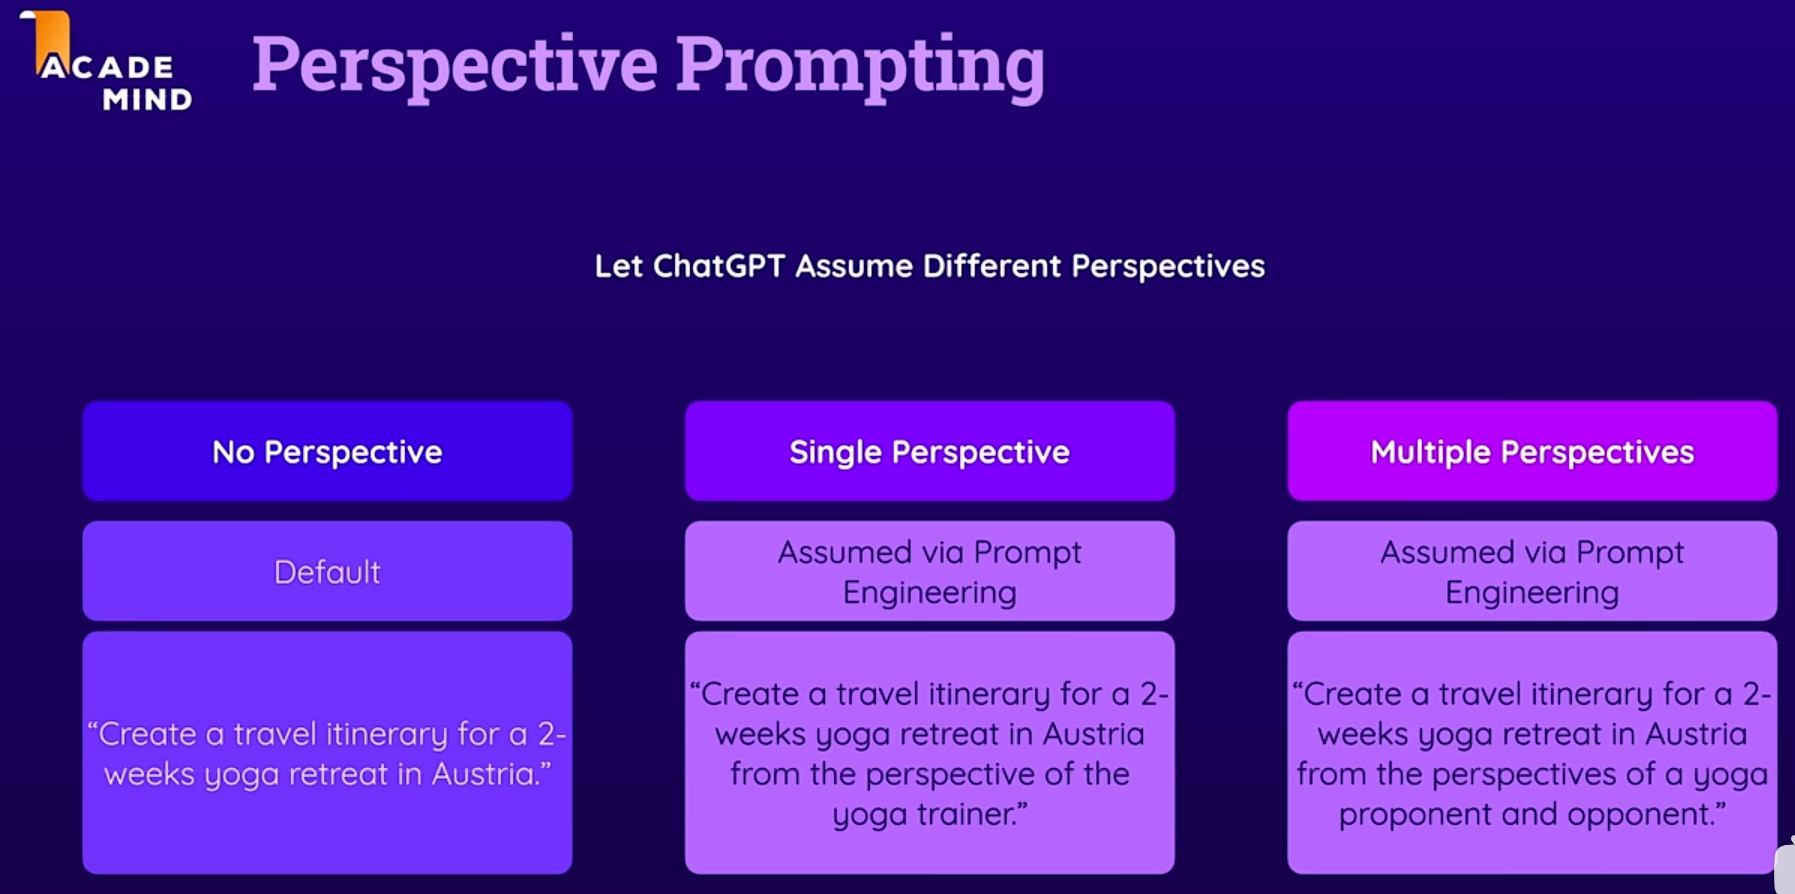 ACADE
MIND
Perspective Prompting
Let ChatGPT Assume Different Perspectives
No Perspective
Default
“Create a travel itinerary for a 2-
weeks yoga retreat in Austria.”
Single Perspective
Assumed via Prompt
Engineering
“Create a travel itinerary for a 2-
weeks yoga retreat in Austria
from the perspective of the
yoga trainer.”
Multiple Perspectives
Assumed via Prompt
Engineering
“Create a travel itinerary for a 2-
weeks yoga retreat in Austria
from the perspectives of a yoga
proponent and opponent.”